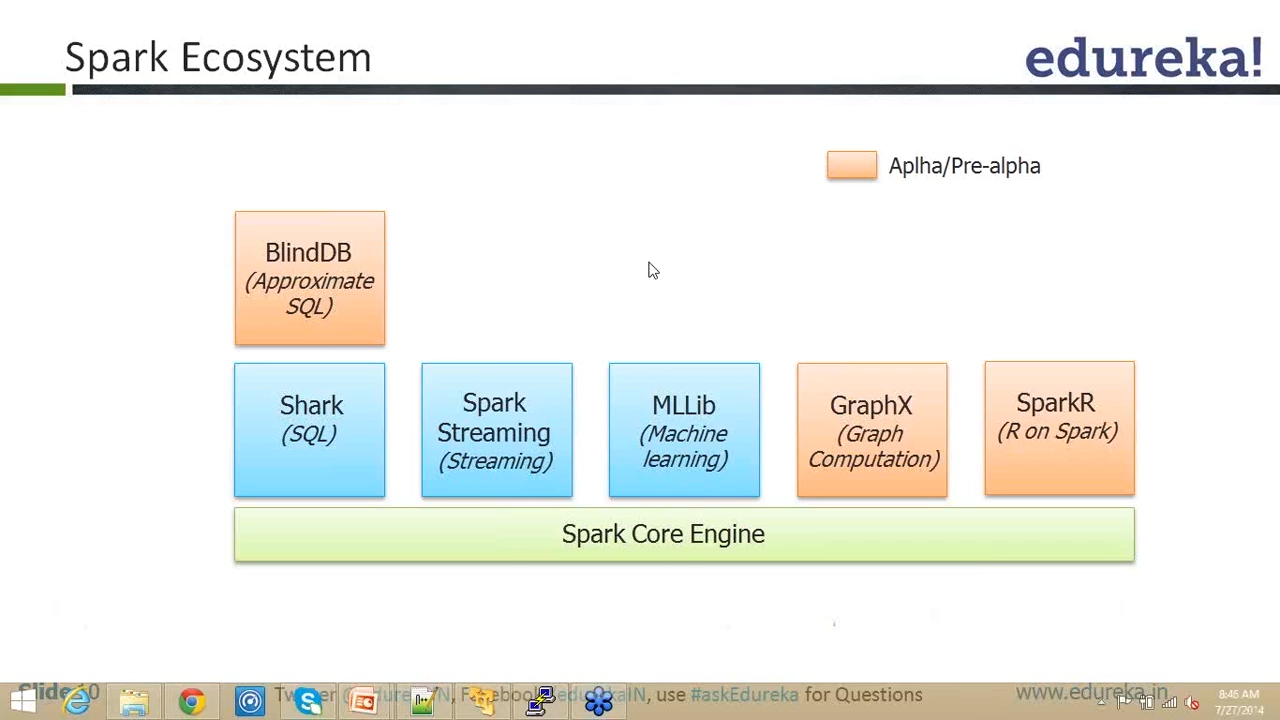 Spark Ecosystem
edureka!
Aplha/Pre-alpha
BlindDB
(Approximate
SQL)
Shark
(SQL)
Spark
Streaming
(Streaming)
MLLib
(Machine
learning)
GraphX
(Graph
Computation)
SparkR
(R on Spark)
Spark Core Engine
use #askEdureka for Questions
www.edureka.in
8:45 AM
7/27/2014